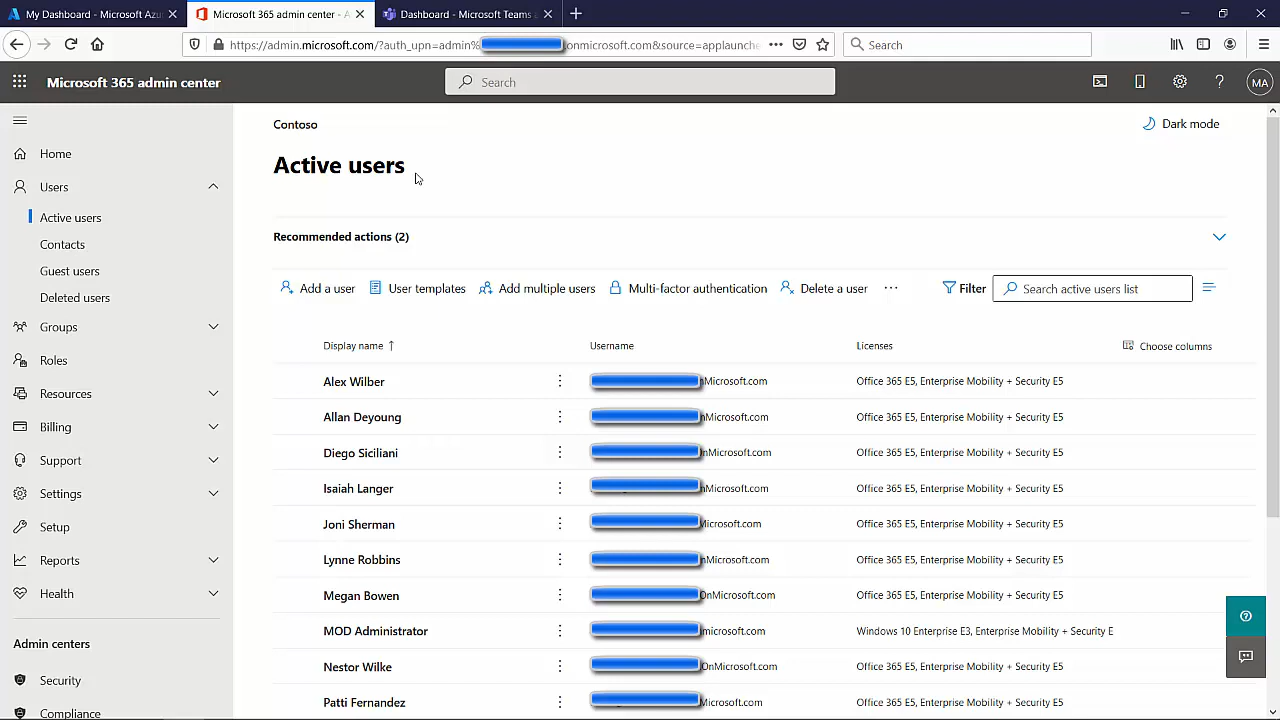 My Dashboard - Microsoft Azu
Microsoft 365 admin center - A
Dashboard - Microsoft Teams a
https://admin.microsoft.com/?auth_upn=admin% onmicrosoft.com&source=applaunche
Search
Microsoft 365 admin center
Search
MA
Contoso
Dark mode
Home
Users
Active users
Contacts
Guest users
Deleted users
Groups
Roles
Resources
Billing
Support
Settings
Setup
Reports
Health
Admin centers
Security
Compliance
Active users
Recommended actions (2)
Add a user User templates Add multiple users Multi-factor authentication Delete a user Filter Search active users list
Display name ↑ Username Licenses Choose columns
Alex Wilber nMicrosoft.com Office 365 E5, Enterprise Mobility + Security E5
Allan Deyoung nMicrosoft.com Office 365 E5, Enterprise Mobility + Security E5
Diego Siciliani nMicrosoft.com Office 365 E5, Enterprise Mobility + Security E5
Isaiah Langer nMicrosoft.com Office 365 E5, Enterprise Mobility + Security E5
Joni Sherman Microsoft.com Office 365 E5, Enterprise Mobility + Security E5
Lynne Robbins nMicrosoft.com Office 365 E5, Enterprise Mobility + Security E5
Megan Bowen OnMicrosoft.com Office 365 E5, Enterprise Mobility + Security E5
MOD Administrator microsoft.com Windows 10 Enterprise E3, Enterprise Mobility + Security E
Nestor Wilke OnMicrosoft.com Office 365 E5, Enterprise Mobility + Security E5
Patti Fernandez Microsoft.com Office 365 E5, Enterprise Mobility + Security E5